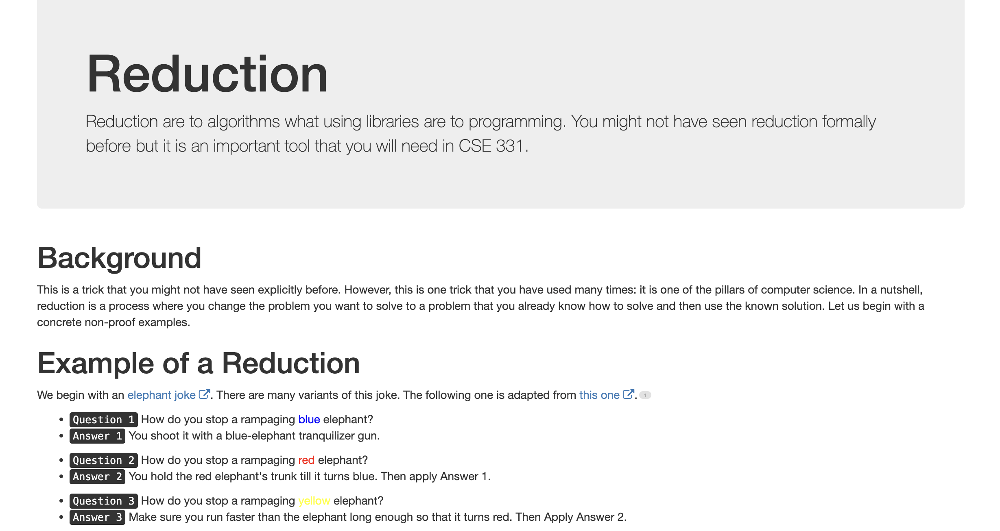 Reduction
Reduction are to algorithms what using libraries are to programming. You might not have seen reduction formally
before but it is an important tool that you will need in CSE 331.
Background
This is a trick that you might not have seen explicitly before. However, this is one trick that you have used many times: it is one of the pillars of computer science. In a nutshell,
reduction is a process where you change the problem you want to solve to a problem that you already know how to solve and then use the known solution. Let us begin with a
concrete non-proof examples.
Example of a Reduction
We begin with an elephant joke. There are many variants of this joke. The following one is adapted from this one. 1
• Question 1 How do you stop a rampaging blue elephant?
• Answer 1 You shoot it with a blue-elephant tranquilizer gun.
• Question 2 How do you stop a rampaging red elephant?
• Answer 2 You hold the red elephant's trunk till it turns blue. Then apply Answer 1.
• Question 3 How do you stop a rampaging yellow elephant?
• Answer 3 Make sure you run faster than the elephant long enough so that it turns red. Then Apply Answer 2.